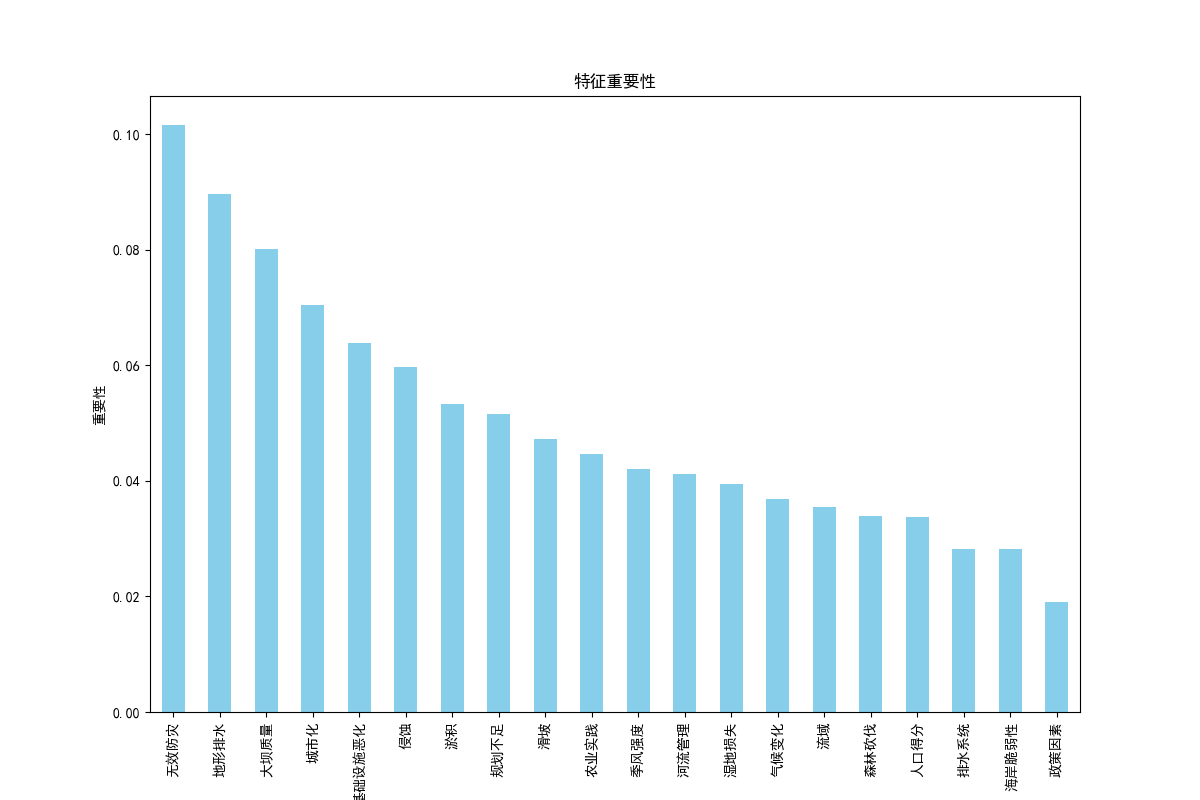 特征重要性
重要性
0.10
0.08
0.06
0.04
0.02
0.00
无效防灾
地形排水
大坝质量
城市化
基础设施恶化
侵蚀
淤积
规划不足
滑坡
农业实践
季风强度
河流管理
湿地损失
气候变化
流域
森林砍伐
人口得分
排水系统
海岸脆弱性
政策因素